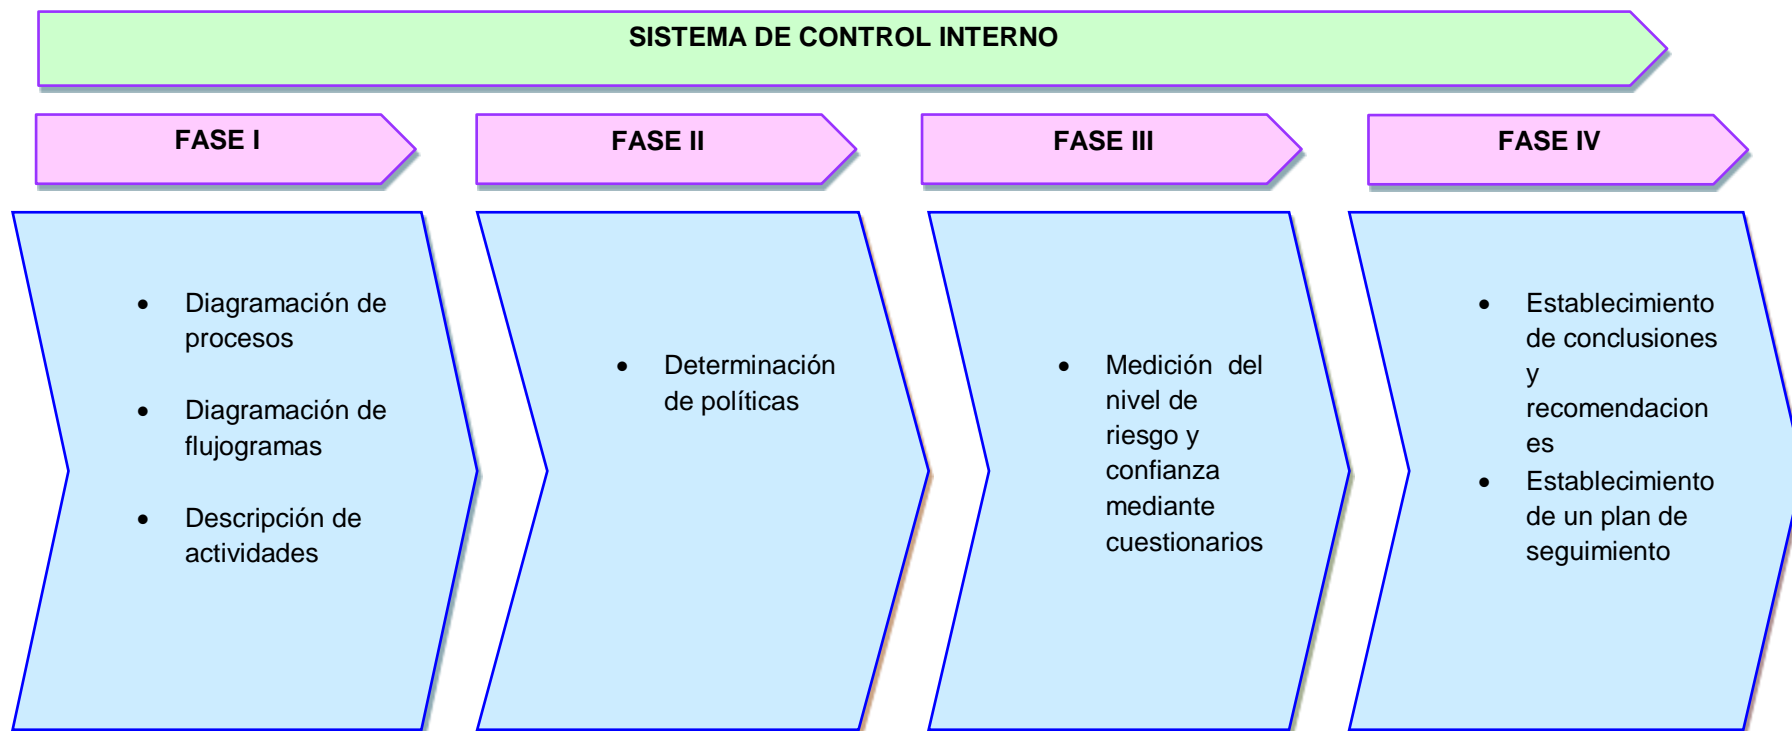 SISTEMA DE CONTROL INTERNO
FASE I
FASE II
FASE III
FASE IV
• Diagramación de
procesos
• Diagramación de
flujogramas
• Descripción de
actividades
• Determinación
de políticas
• Medición del
nivel de
riesgo y
confianza
mediante
cuestionarios
• Establecimiento
de conclusiones
y
recomendacion
es
• Establecimiento
de un plan de
seguimiento